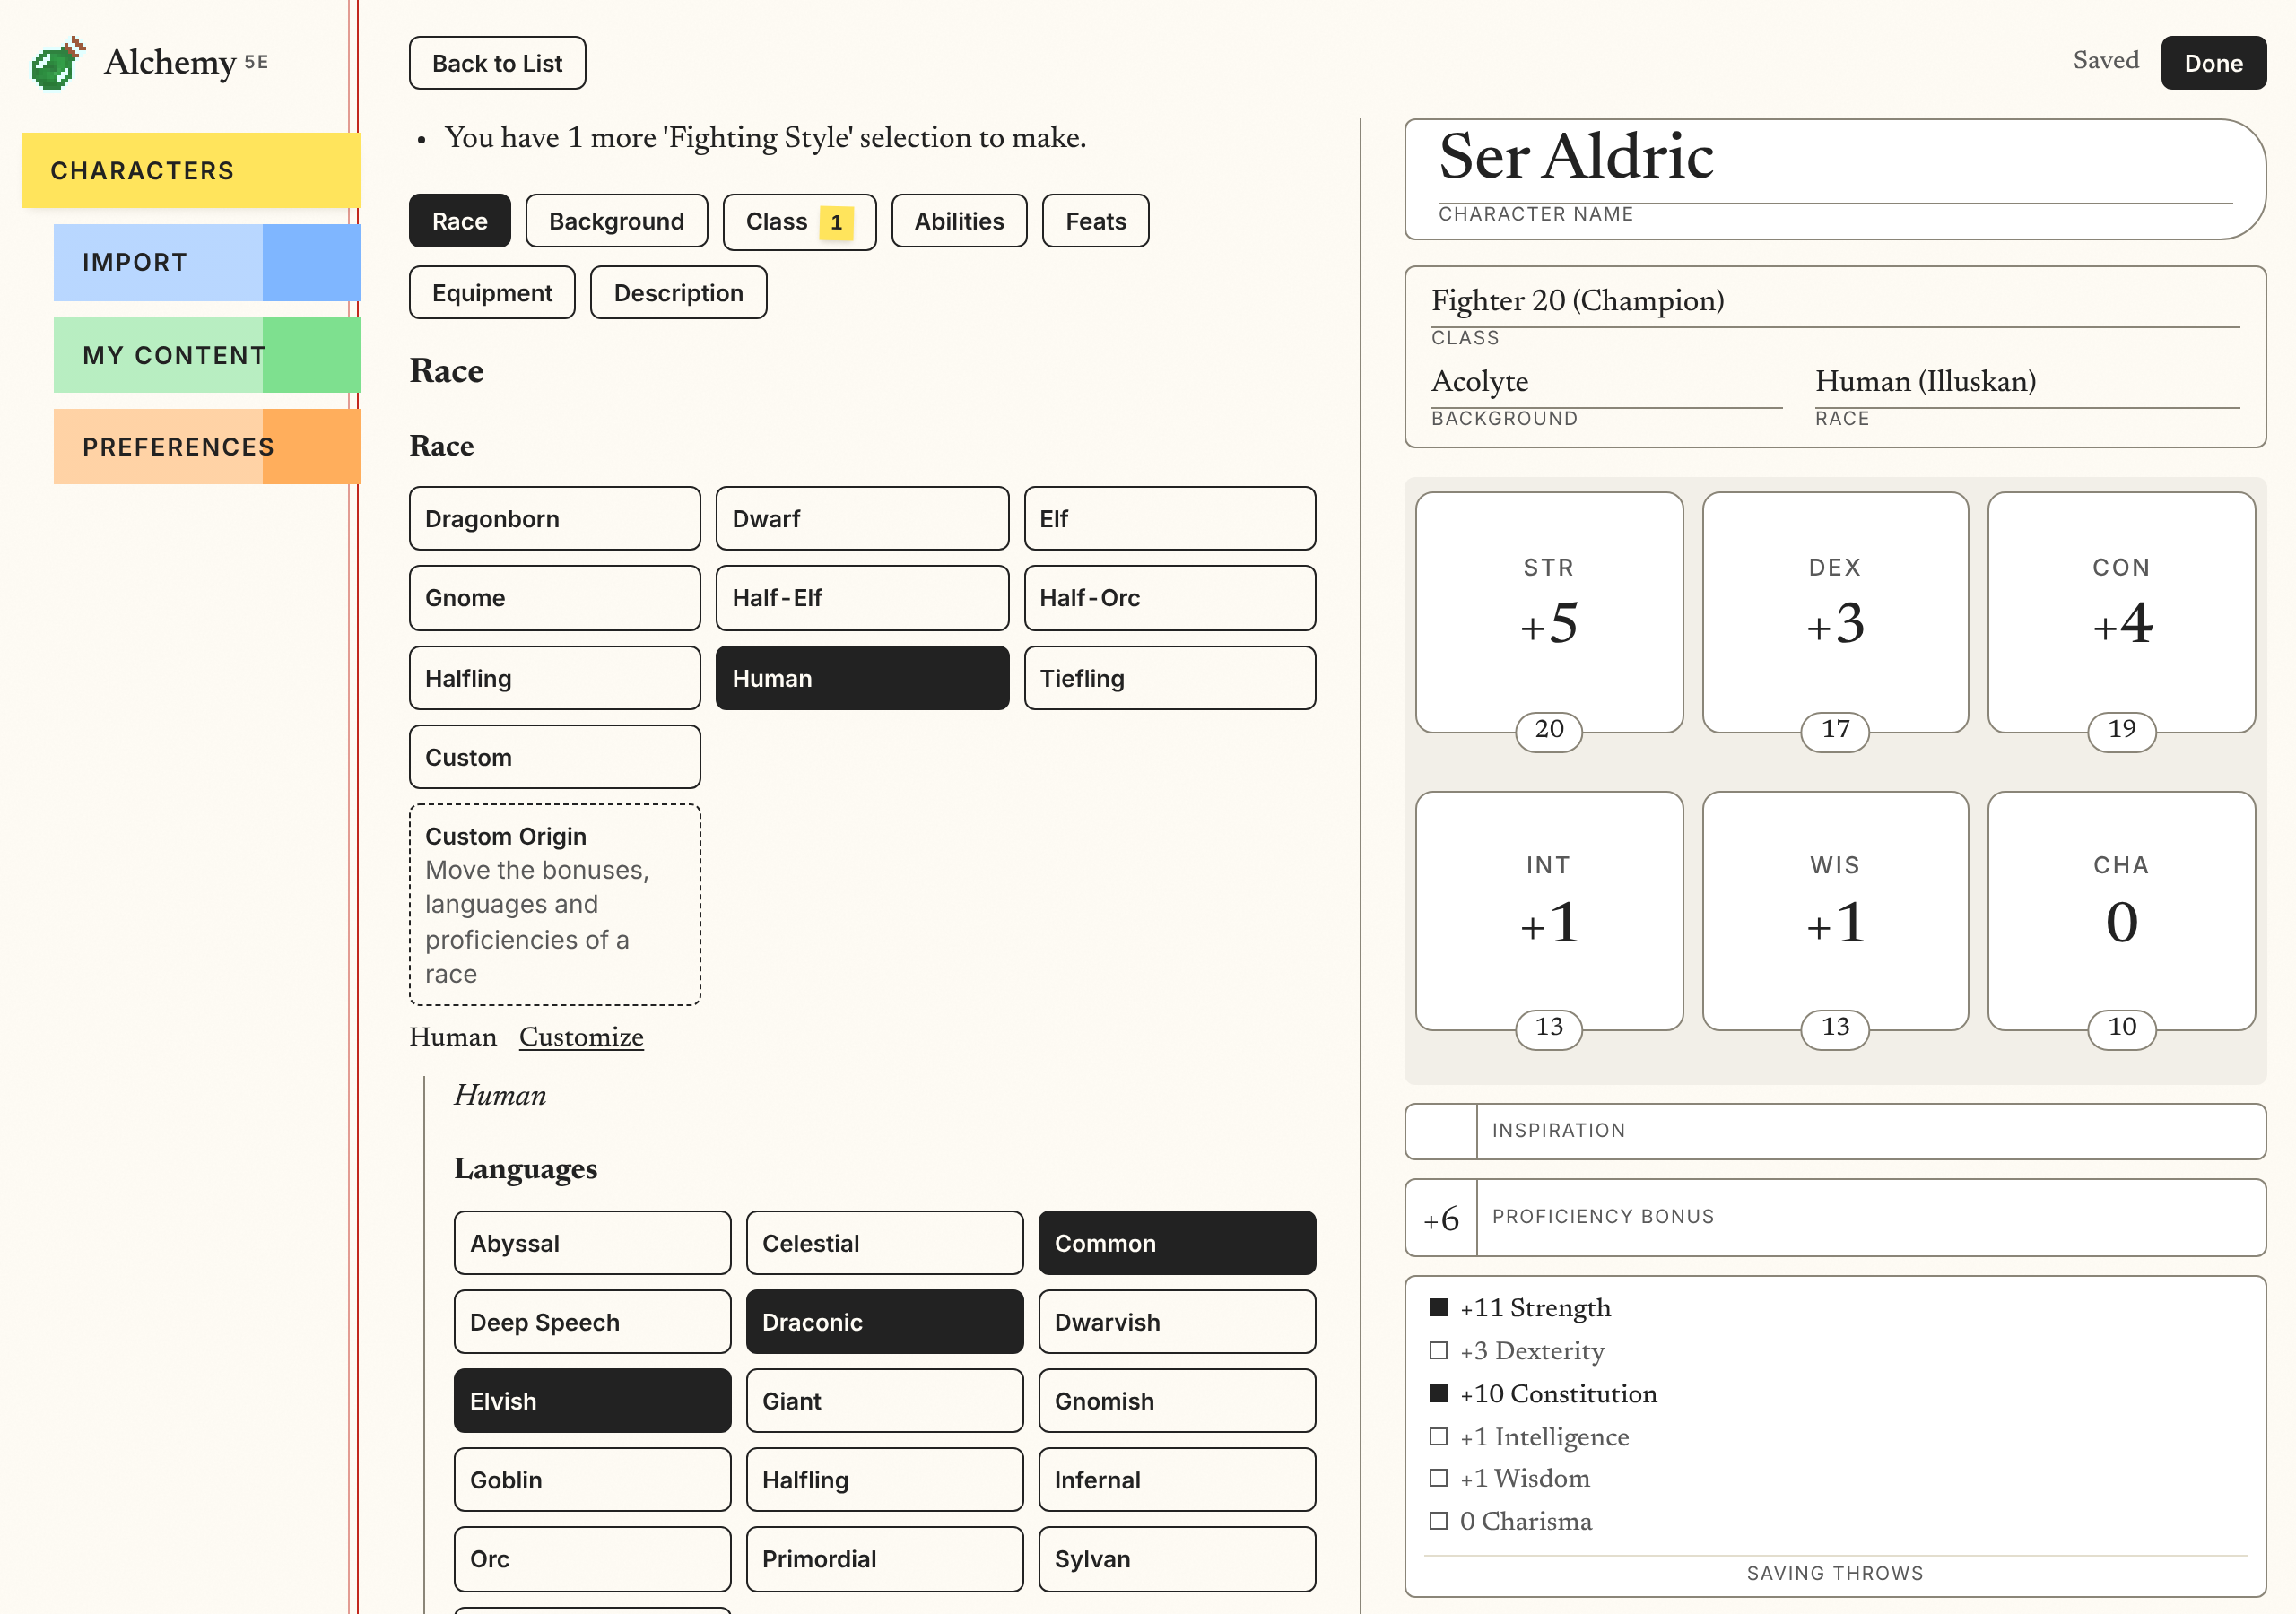 Alchemy 5E
CHARACTERS
IMPORT
MY CONTENT
PREFERENCES
Back to List
Saved
Done
• You have 1 more 'Fighting Style' selection to make.
Race
Background
Class 1
Abilities
Feats
Equipment
Description
Race
Race
Dragonborn
Dwarf
Elf
Gnome
Half-Elf
Half-Orc
Halfling
Human
Tiefling
Custom
Custom Origin
Move the bonuses,
languages and
proficiencies of a
race
Human Customize
Human
Languages
Abyssal
Celestial
Common
Deep Speech
Draconic
Dwarvish
Elvish
Giant
Gnomish
Goblin
Halfling
Infernal
Orc
Primordial
Sylvan
Ser Aldric
CHARACTER NAME
Fighter 20 (Champion)
CLASS
Acolyte
BACKGROUND
Human (Illuskan)
RACE
STR
+5
20
DEX
+3
17
CON
+4
19
INT
+1
13
WIS
+1
13
CHA
0
10
INSPIRATION
+6 PROFICIENCY BONUS
+11 Strength
+3 Dexterity
+10 Constitution
+1 Intelligence
+1 Wisdom
0 Charisma
SAVING THROWS